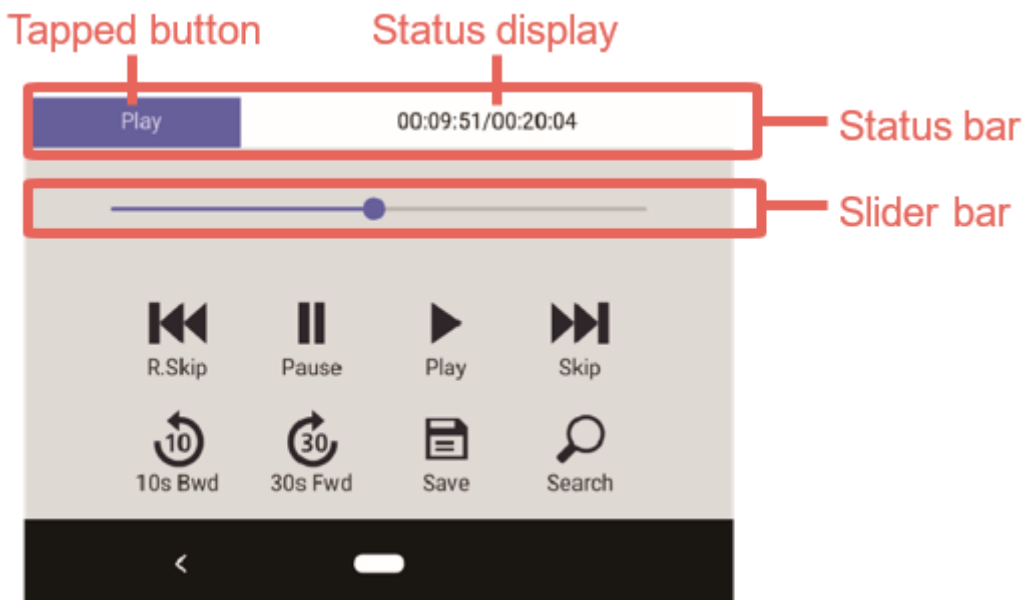 Tapped button Status display
Play 00:09:51/00:20:04 Status bar
Slider bar
R.Skip Pause Play Skip
10 30
10s Bwd 30s Fwd Save Search